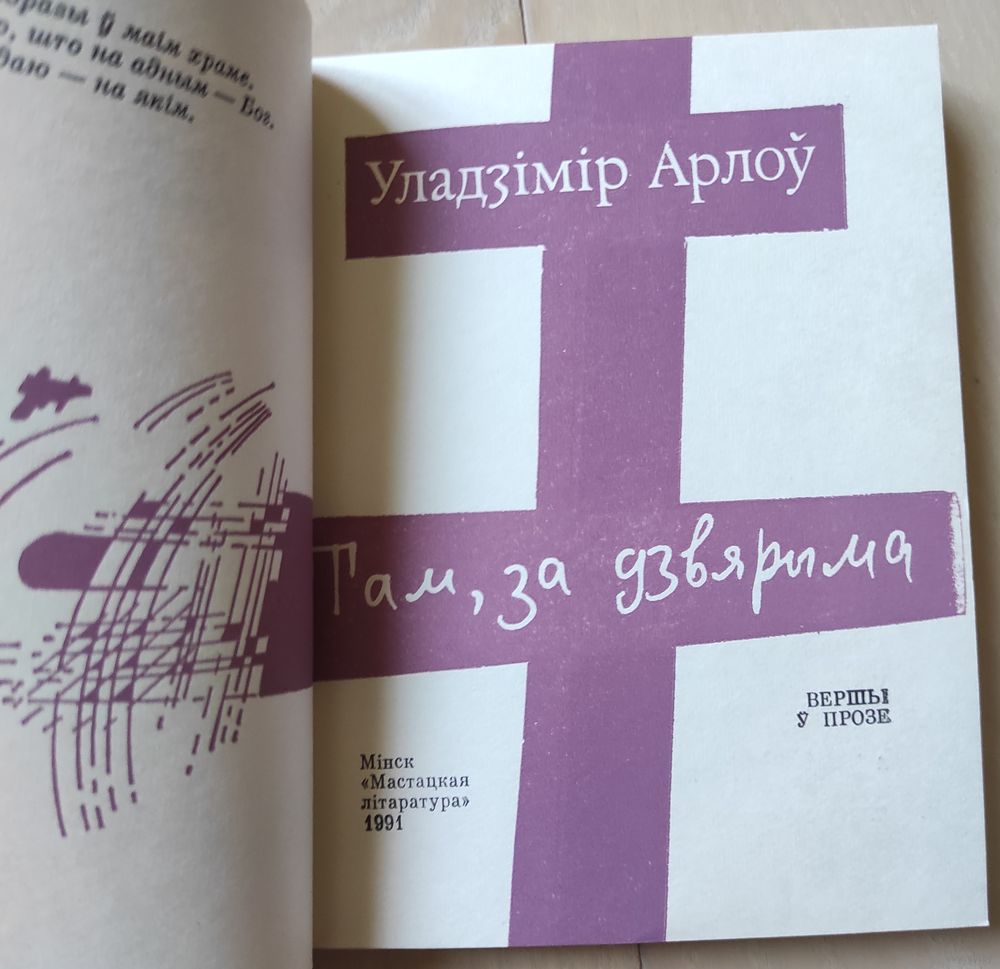 ў маім храме.
што на адным — Бог.
— на якім.
Уладзімір Арлоў
Там, за дзвярыма
ВЕРШЫ
Ў ПРОЗЕ
Мінск
«Мастацкая
літаратура»
1991